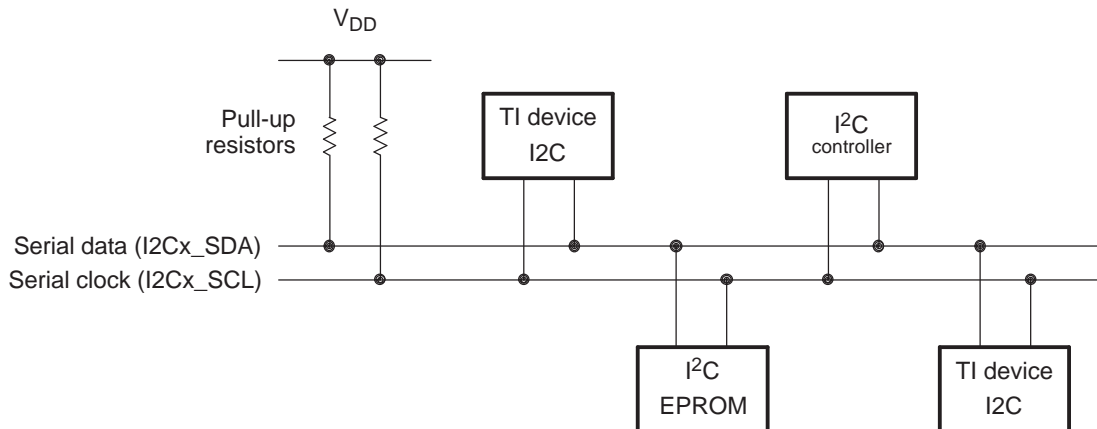 VDD
Pull-up
resistors
TI device
I2C
I²C
controller
Serial data (I2Cx_SDA)
Serial clock (I2Cx_SCL)
I²C
EPROM
TI device
I2C